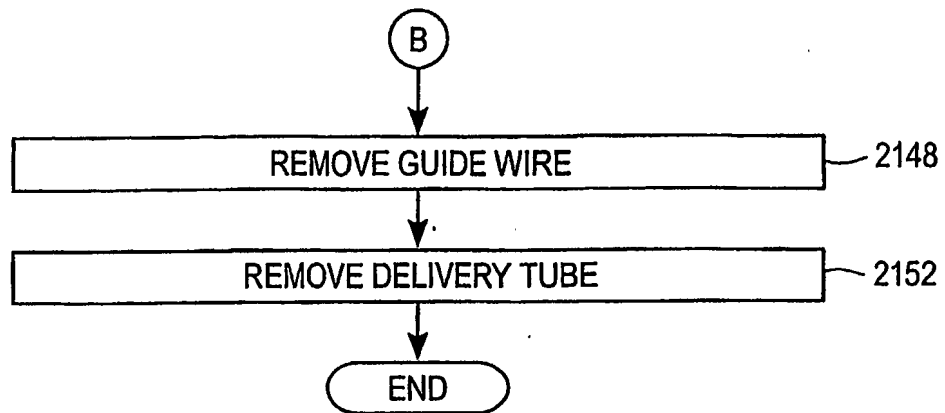 B
REMOVE GUIDE WIRE
2148
REMOVE DELIVERY TUBE
2152
END